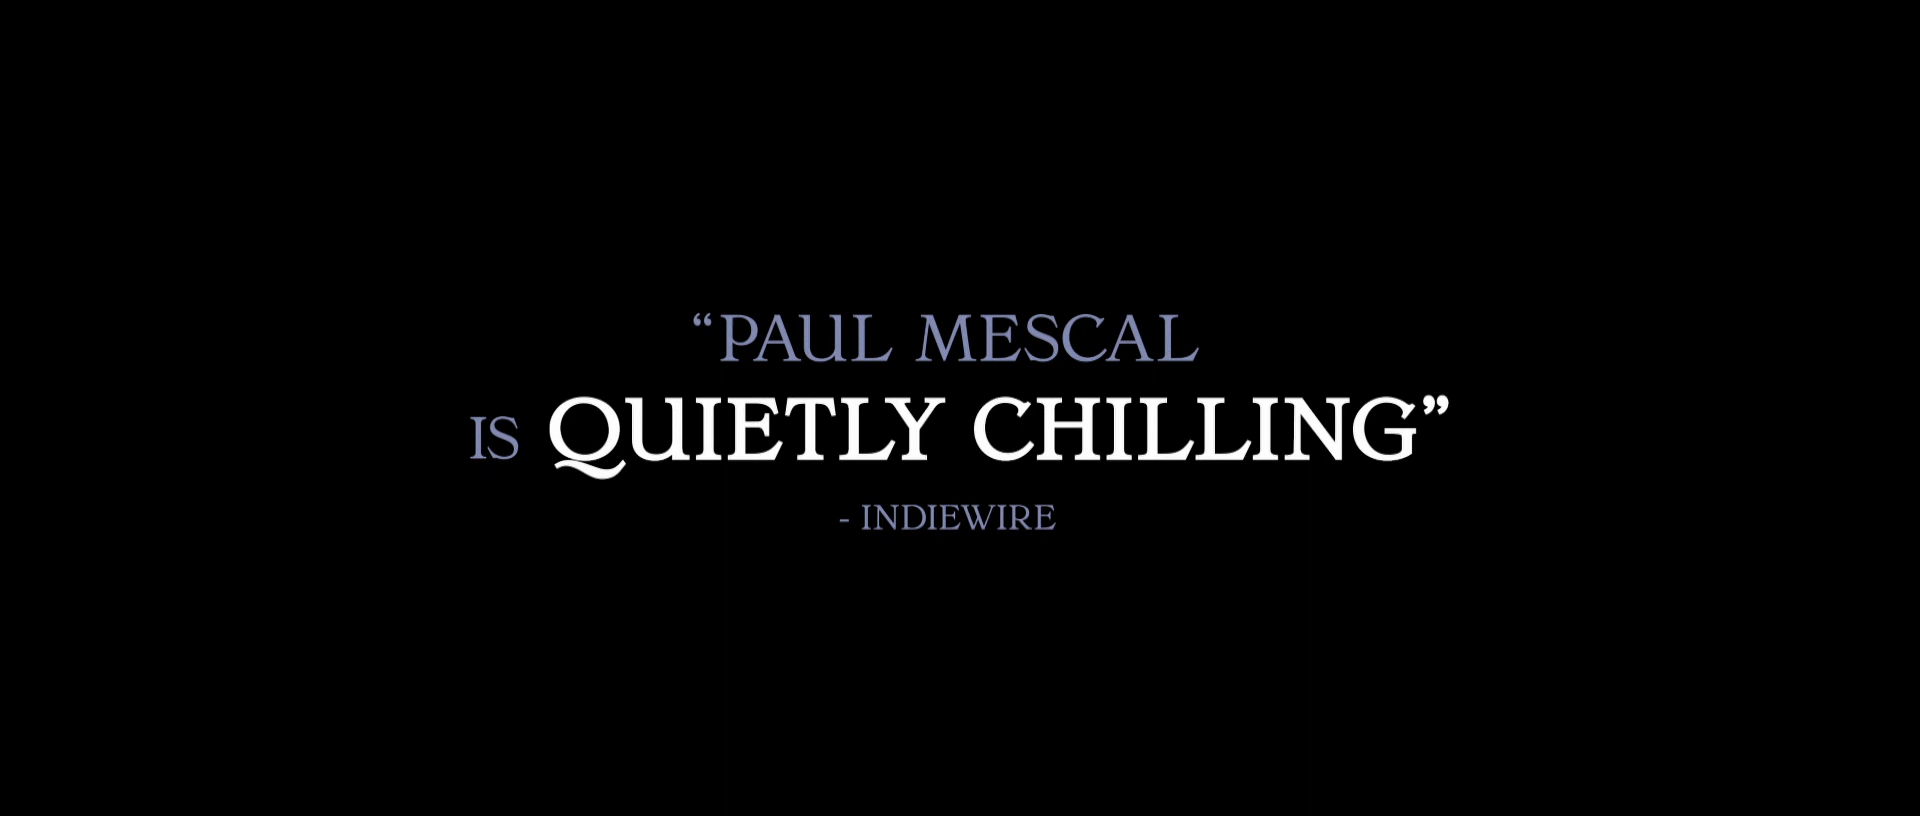 “PAUL MESCAL
IS QUIETLY CHILLING”
- INDIEWIRE